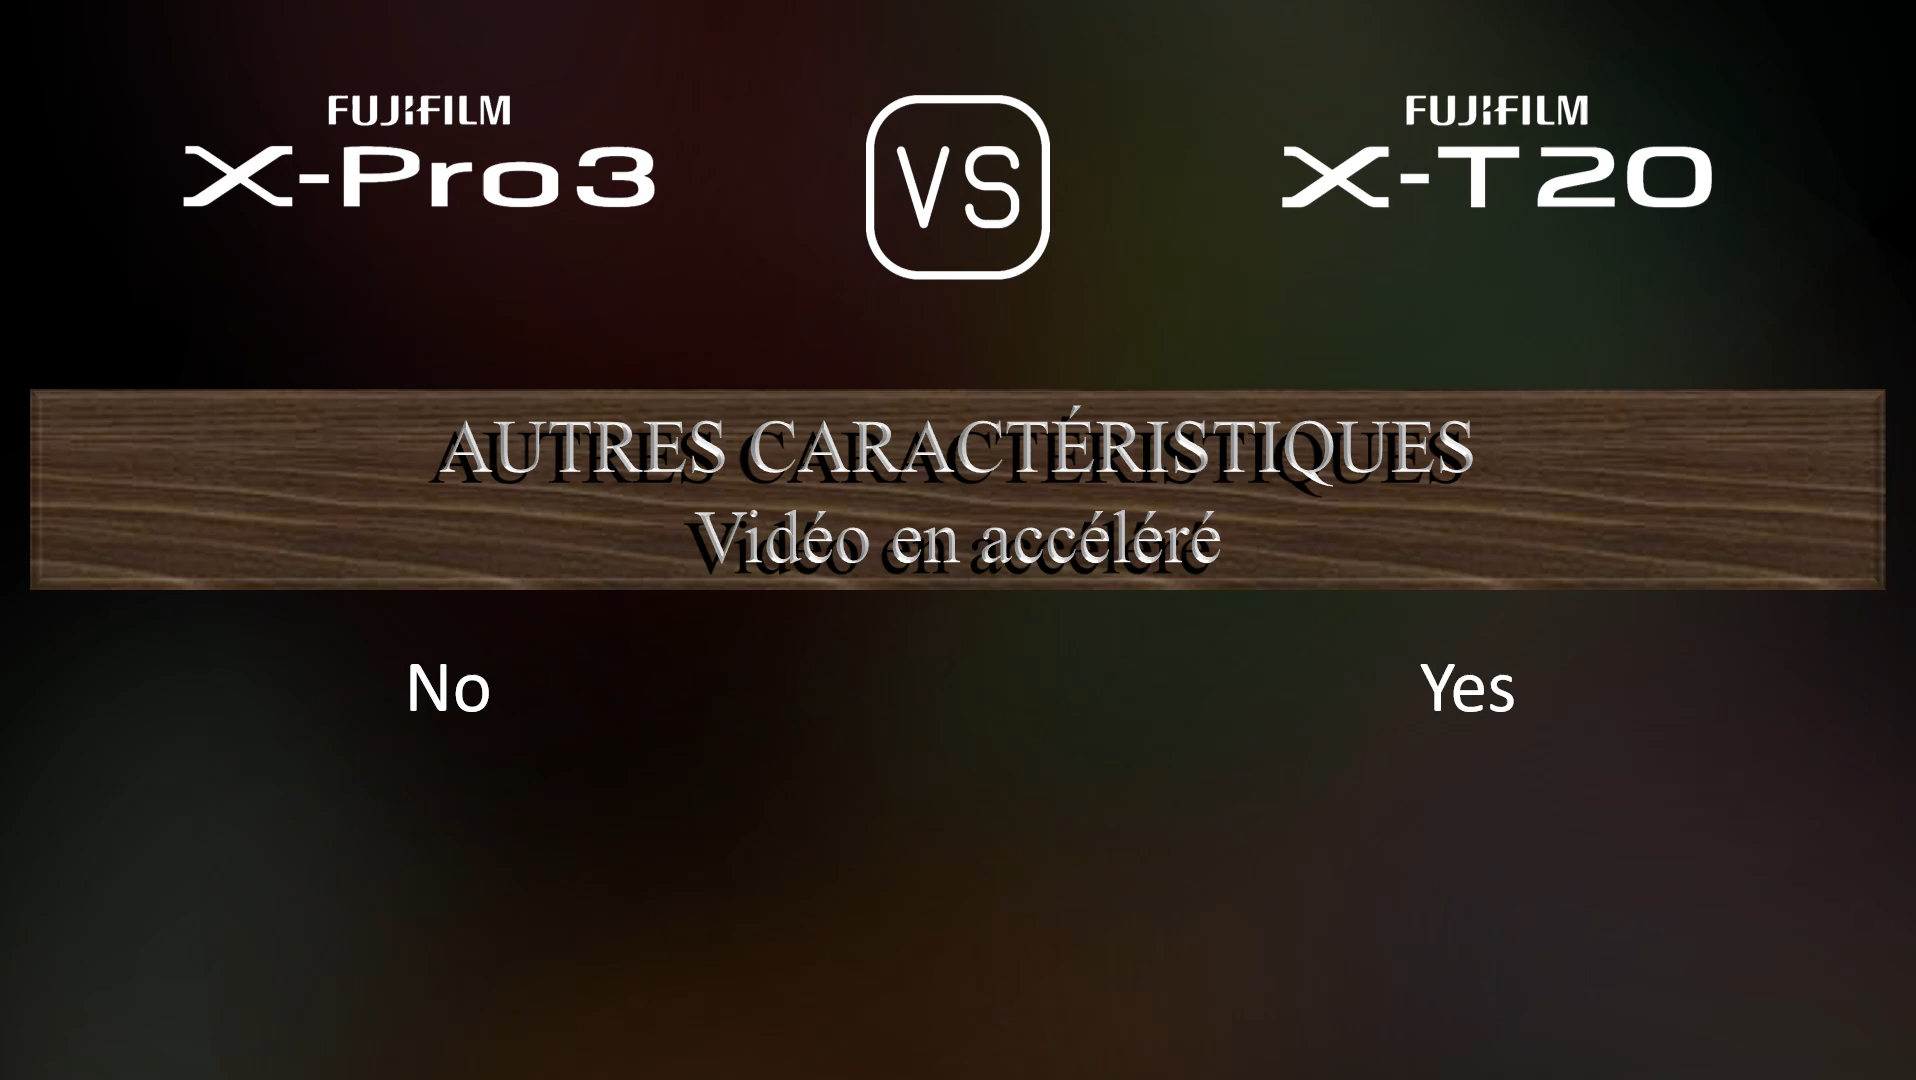 FUJIFILM
X-Pro3
VS
FUJIFILM
X-T20
AUTRES CARACTÉRISTIQUES
Vidéo en accéléré
No
Yes